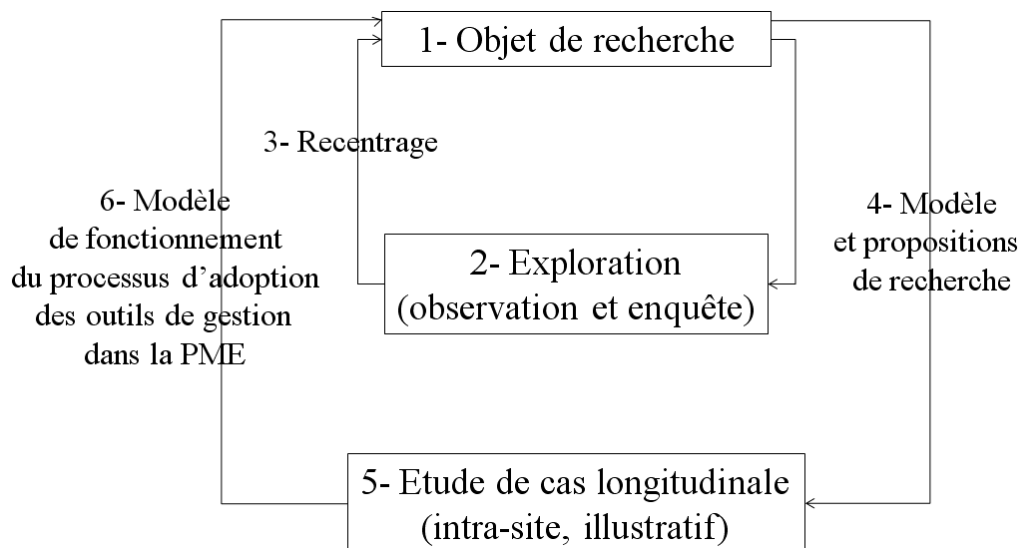 1- Objet de recherche
3- Recentrage
2- Exploration
(observation et enquête)
6- Modèle
de fonctionnement
du processus d’adoption
des outils de gestion
dans la PME
4- Modèle
et propositions
de recherche
5- Etude de cas longitudinale
(intra-site, illustratif)